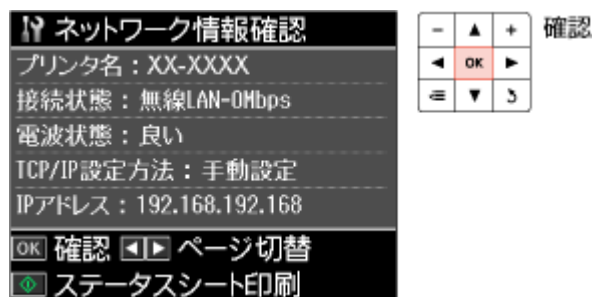 ネットワーク情報確認
プリンタ名：XX-XXXX
接続状態：無線LAN-0Mbps
電波状態：良い
TCP/IP設定方法：手動設定
IPアドレス：192.168.192.168
OK 確認 ◀▶ ページ切替
ステータスシート印刷
- ▲ + 確認
◀ OK ▶
▼